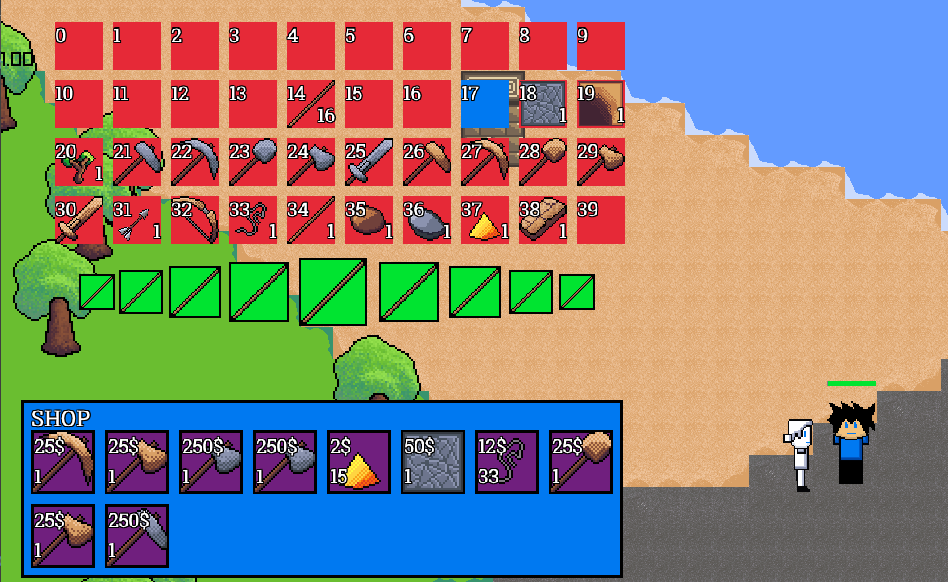 0 1 2 3 4 5 6 7 8 9
1.00
10 11 12 13 14 15 16 17 18 19
16 1 1
20 21 22 23 24 25 26 27 28 29
1
30 31 32 33 34 35 36 37 38 39
1 1 1 1 1 1 1
SHOP
25$ 25$ 250$ 250$ 2$ 50$ 12$ 25$
1 1 1 1 15 1 33 1
25$ 250$
1 1